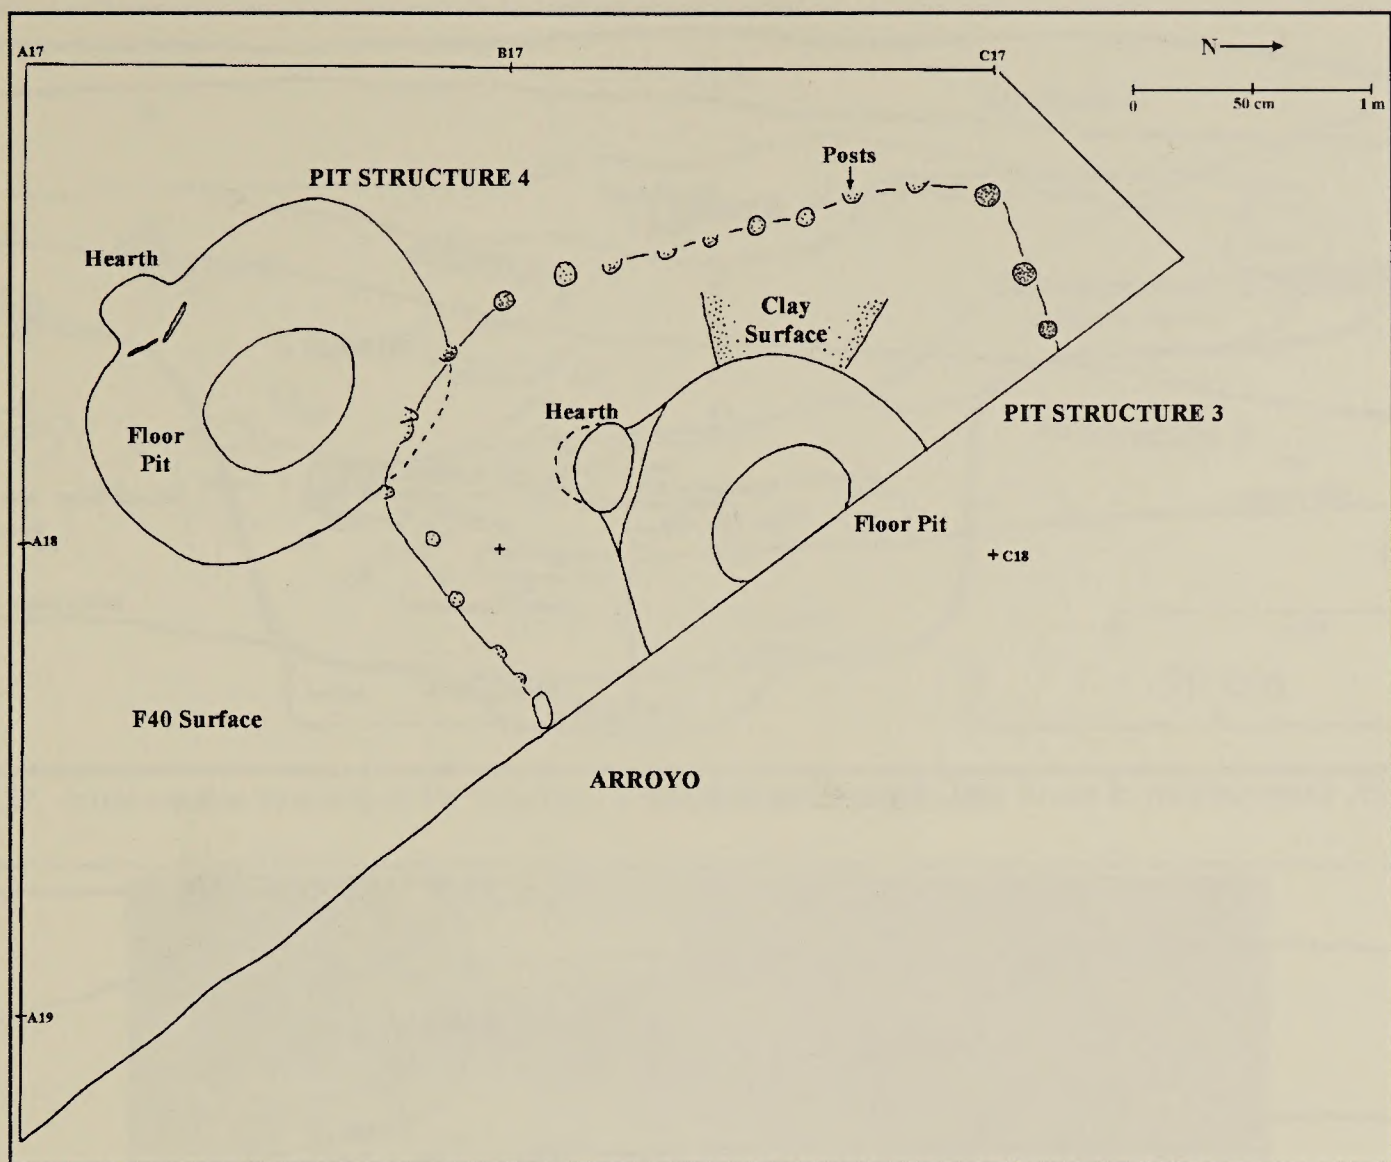 A17
B17
C17
N
0
50 cm
1 m
PIT STRUCTURE 4
Posts
Hearth
Clay
Surface
Hearth
PIT STRUCTURE 3
Floor
Pit
Floor Pit
A18
C18
F40 Surface
ARROYO
A19